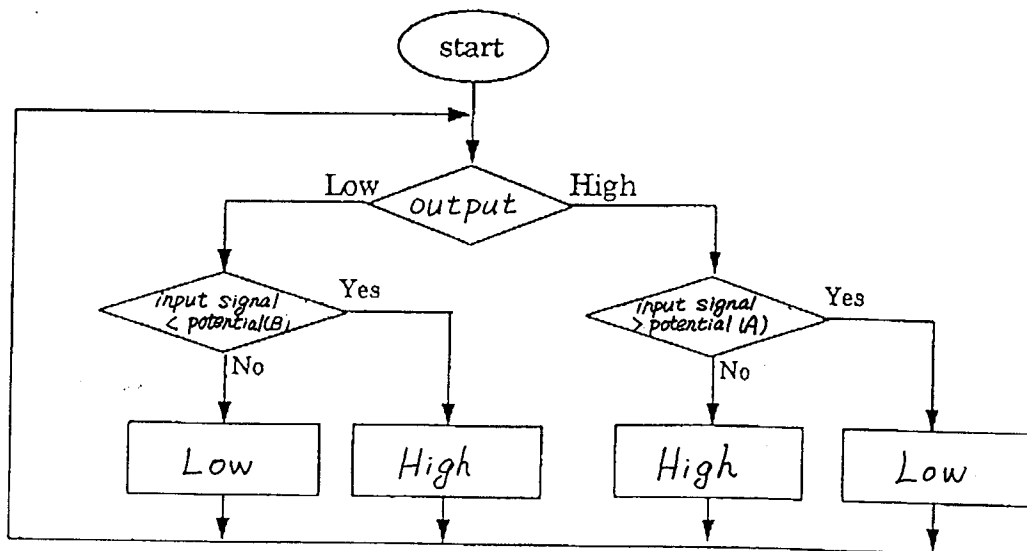 start
Low
High
output
input signal
< potential(B)
Yes
No
input signal
> potential (A)
Yes
No
Low
High
High
Low